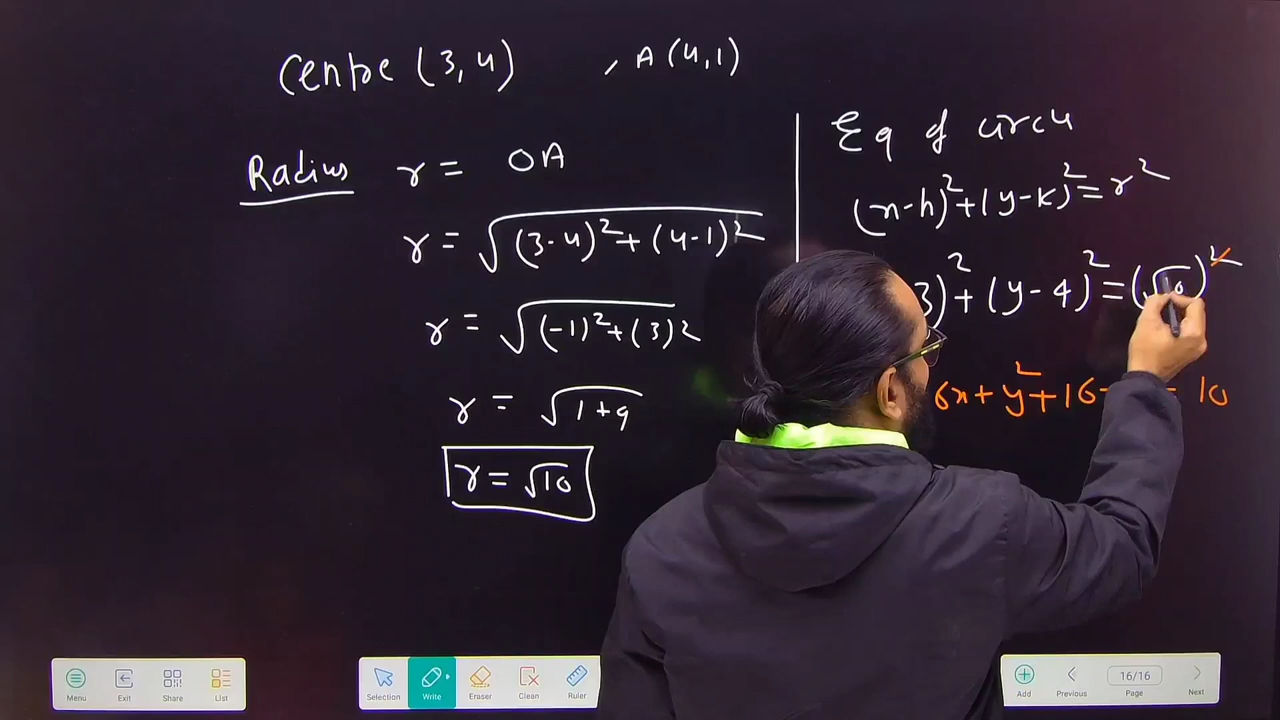 Centre (3,4) , A(4,1)
Radius r = OA
r = √(3-4)²+(4-1)²
r = √(-1)²+(3)²
r = √1+9
r = √10
Eq of circle
(x-h)²+(y-k)²=r²
3)²+(y-4)²=(√10)²
6x+y²+16- = 10
Menu Exit Share List
Selection Write Eraser Clean Ruler
Add Previous 16/16 Page Next